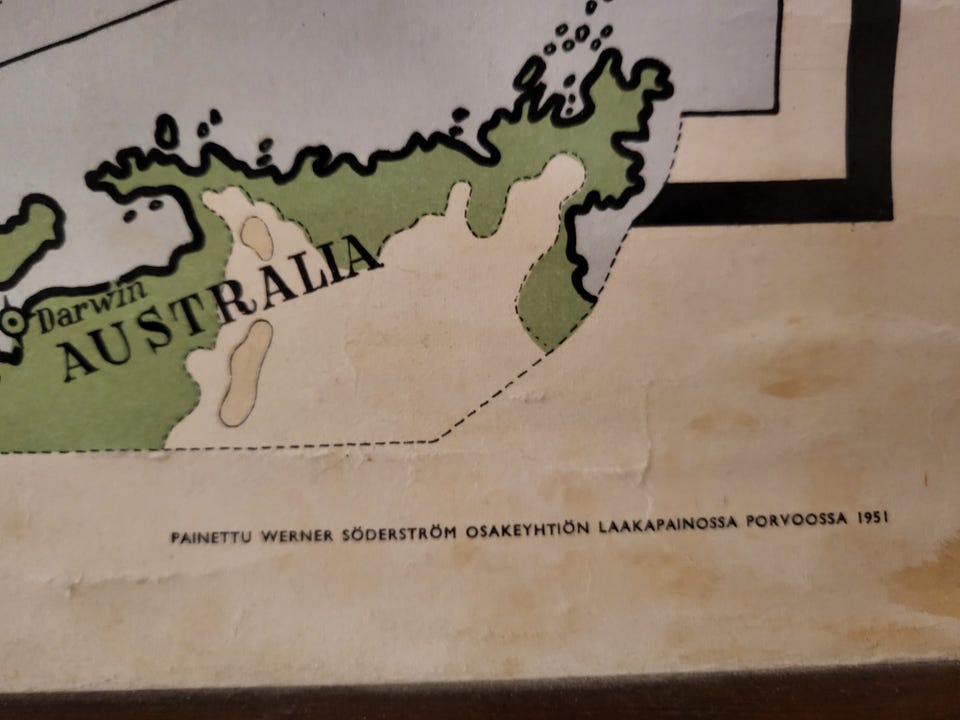 Darwin
AUSTRALIA
PAINETTU WERNER SÖDERSTRÖM OSAKEYHTIÖN LAAKAPAINOSSA PORVOOSSA 1951